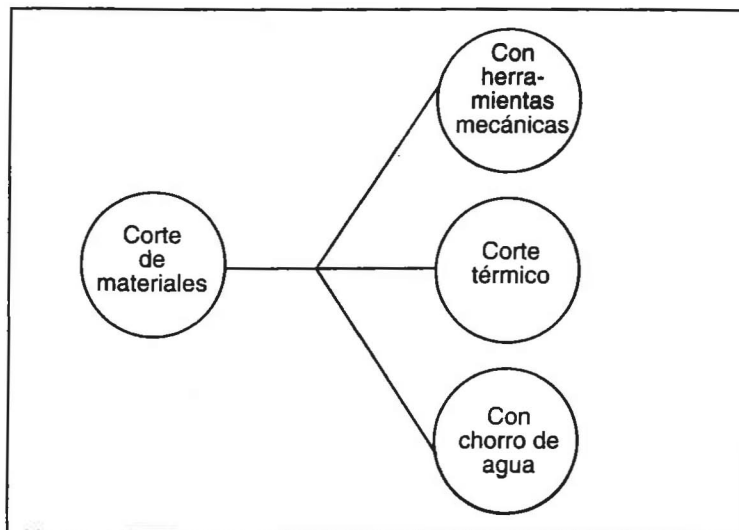 Con
herra-
mientas
mecánicas
Corte
de
materiales
Corte
térmico
Con
chorro de
agua